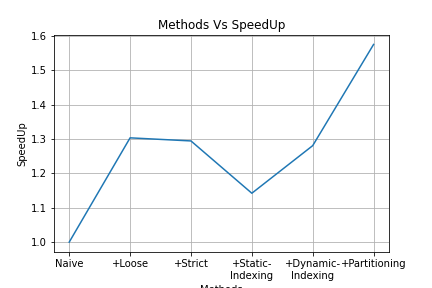 Methods Vs SpeedUp
SpeedUp
1.6
1.5
1.4
1.3
1.2
1.1
1.0
Naive +Loose +Strict +Static-Indexing +Dynamic-Indexing +Partitioning
Methods